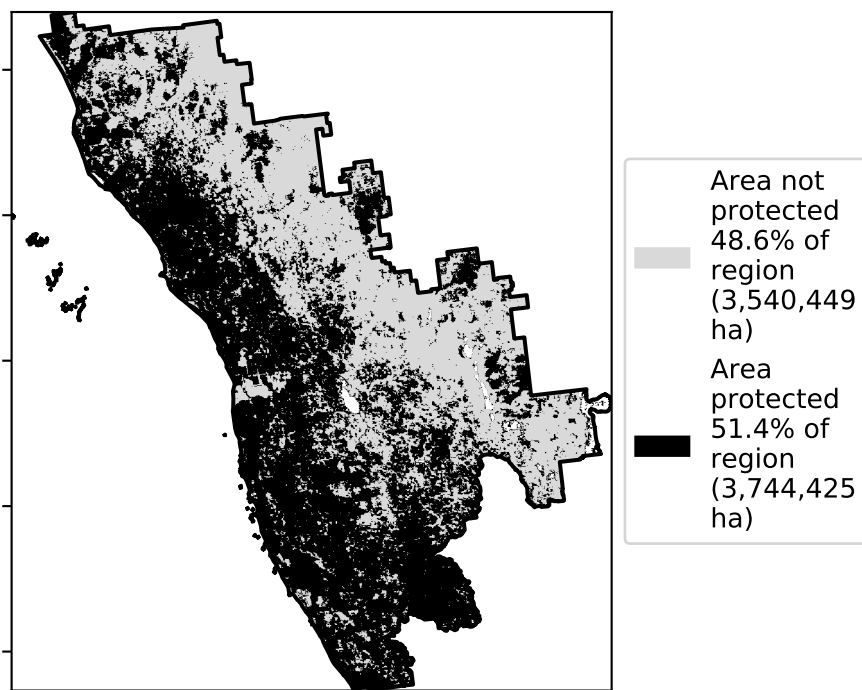 Area not
protected
48.6% of
region
(3,540,449
ha)
Area
protected
51.4% of
region
(3,744,425
ha)